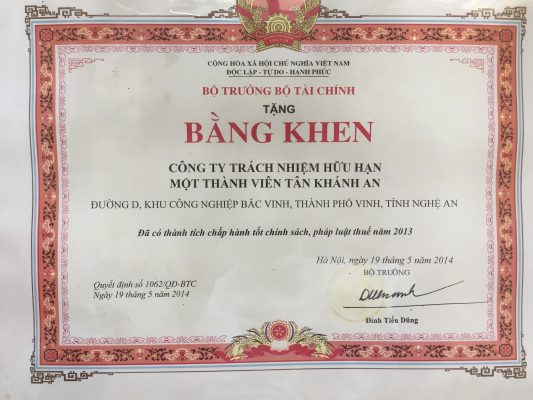 CỘNG HÒA XÃ HỘI CHỦ NGHĨA VIỆT NAM
ĐỘC LẬP - TỰ DO - HẠNH PHÚC
BỘ TRƯỞNG BỘ TÀI CHÍNH
TẶNG
BẰNG KHEN
CÔNG TY TRÁCH NHIỆM HỮU HẠN
MỘT THÀNH VIÊN TÂN KHÁNH AN
ĐƯỜNG D, KHU CÔNG NGHIỆP BẮC VINH, THÀNH PHỐ VINH, TỈNH NGHỆ AN
Đã có thành tích chấp hành tốt chính sách, pháp luật thuế năm 2013
Hà Nội, ngày 19 tháng 5 năm 2014
BỘ TRƯỞNG
Quyết định số 1062/QĐ-BTC
Ngày 19 tháng 5 năm 2014
Đinh Tiến Dũng